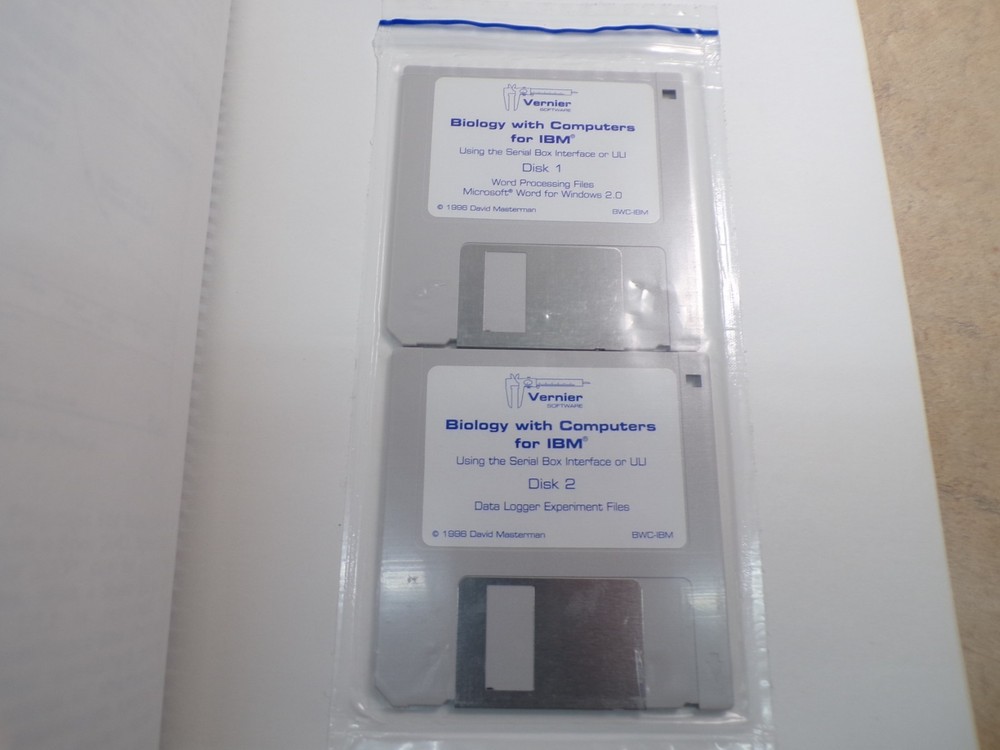 Vernier
SOFTWARE
Biology with Computers
for IBM®
Using the Serial Box Interface or ULI
Disk 1
Word Processing Files
Microsoft® Word for Windows 2.0
© 1996 David Masterman BWC-IBM
Vernier
SOFTWARE
Biology with Computers
for IBM®
Using the Serial Box Interface or ULI
Disk 2
Data Logger Experiment Files
© 1996 David Masterman BWC-IBM